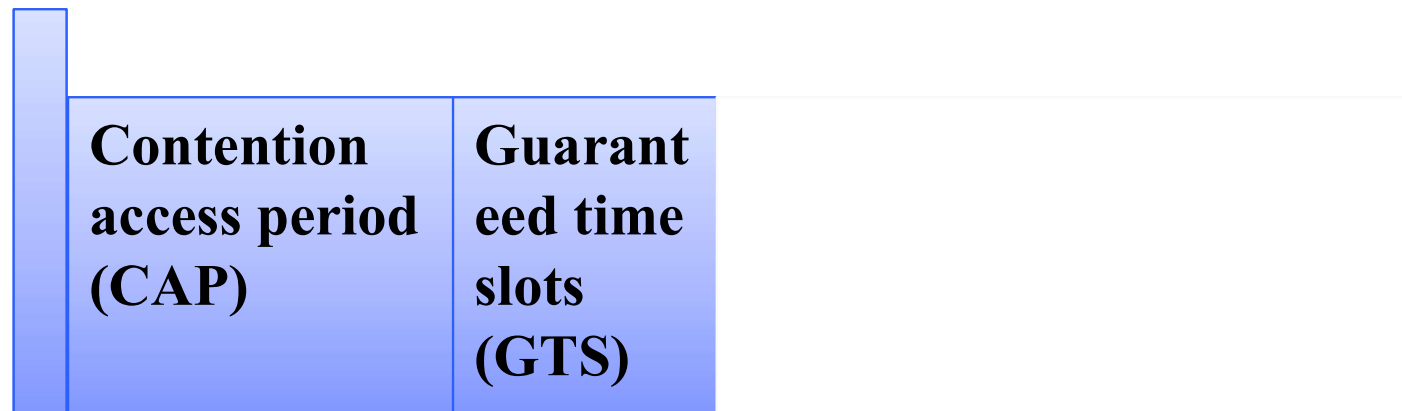 Contention
access period
(CAP)
Guarant
eed time
slots
(GTS)